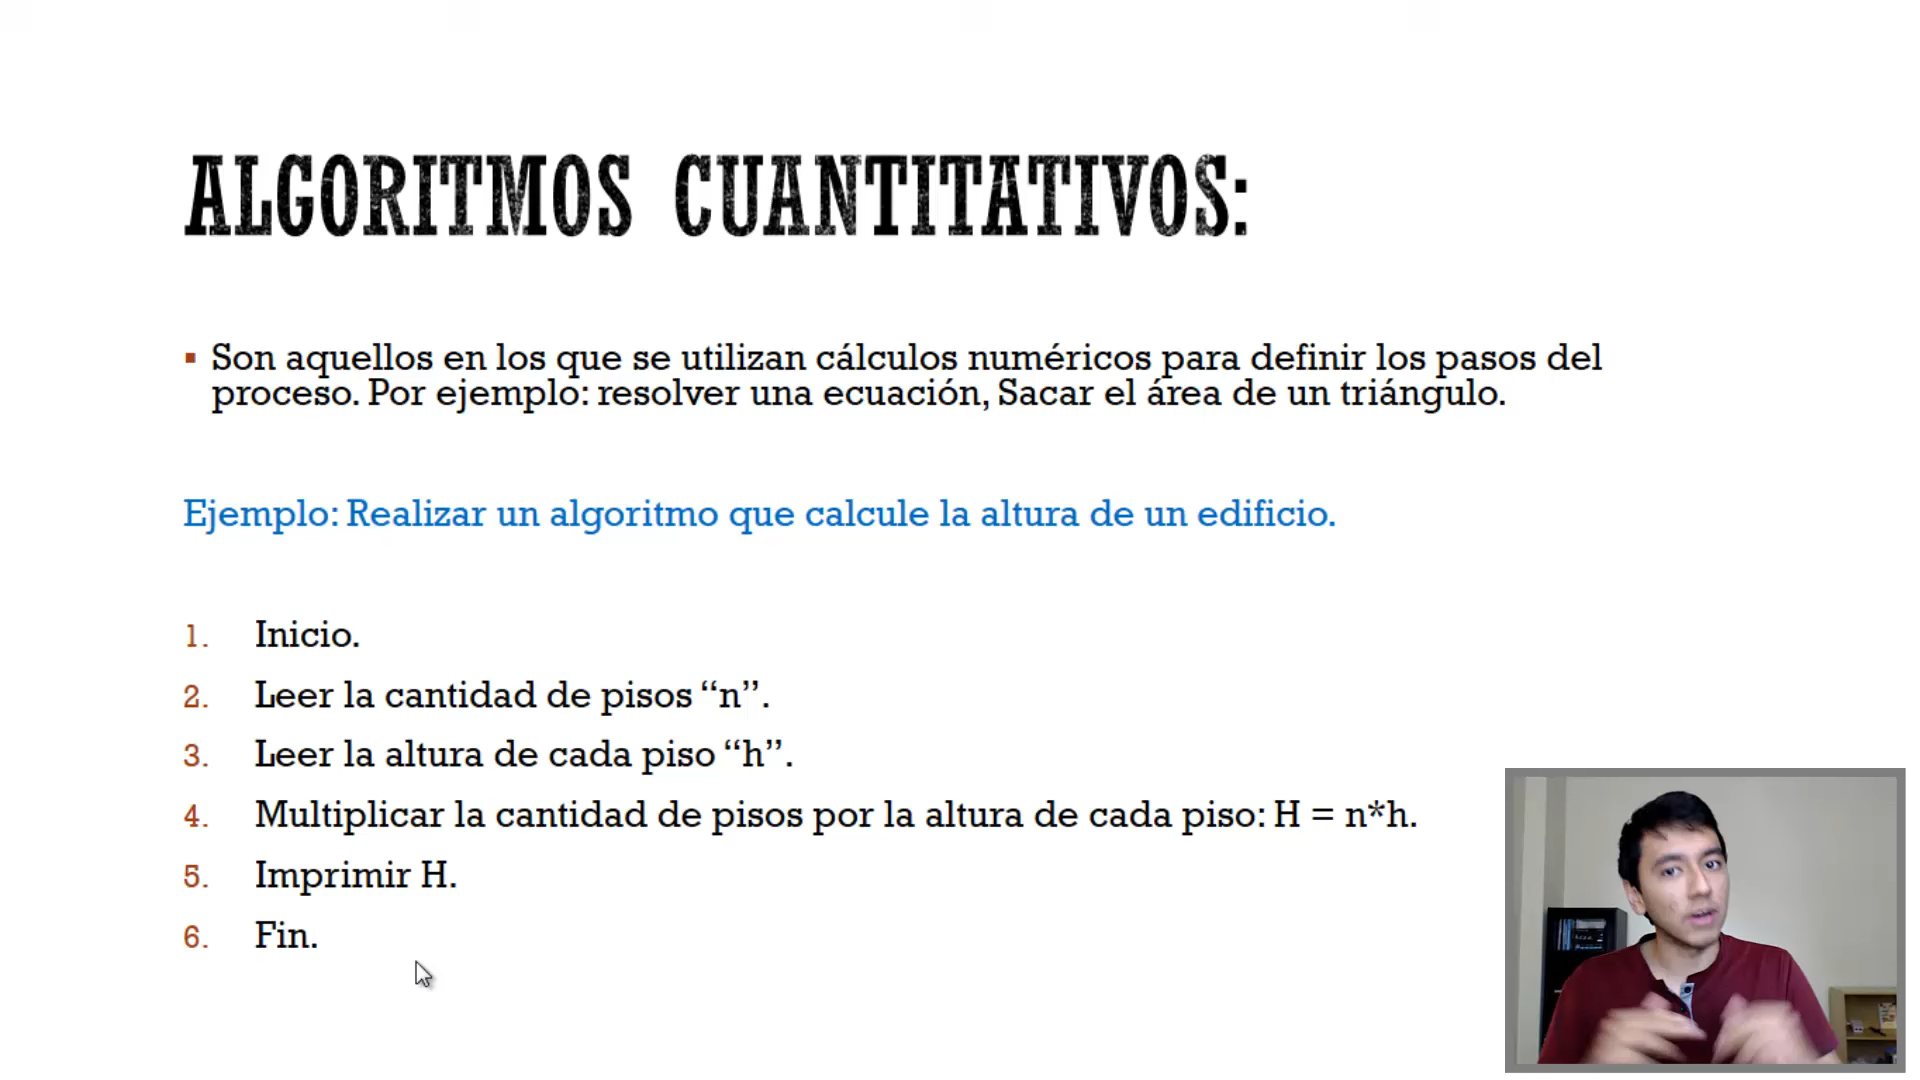 ALGORITMOS CUANTITATIVOS:
▪ Son aquellos en los que se utilizan cálculos numéricos para definir los pasos del
proceso. Por ejemplo: resolver una ecuación, Sacar el área de un triángulo.
Ejemplo: Realizar un algoritmo que calcule la altura de un edificio.
1. Inicio.
2. Leer la cantidad de pisos “n”.
3. Leer la altura de cada piso “h”.
4. Multiplicar la cantidad de pisos por la altura de cada piso: H = n*h.
5. Imprimir H.
6. Fin.